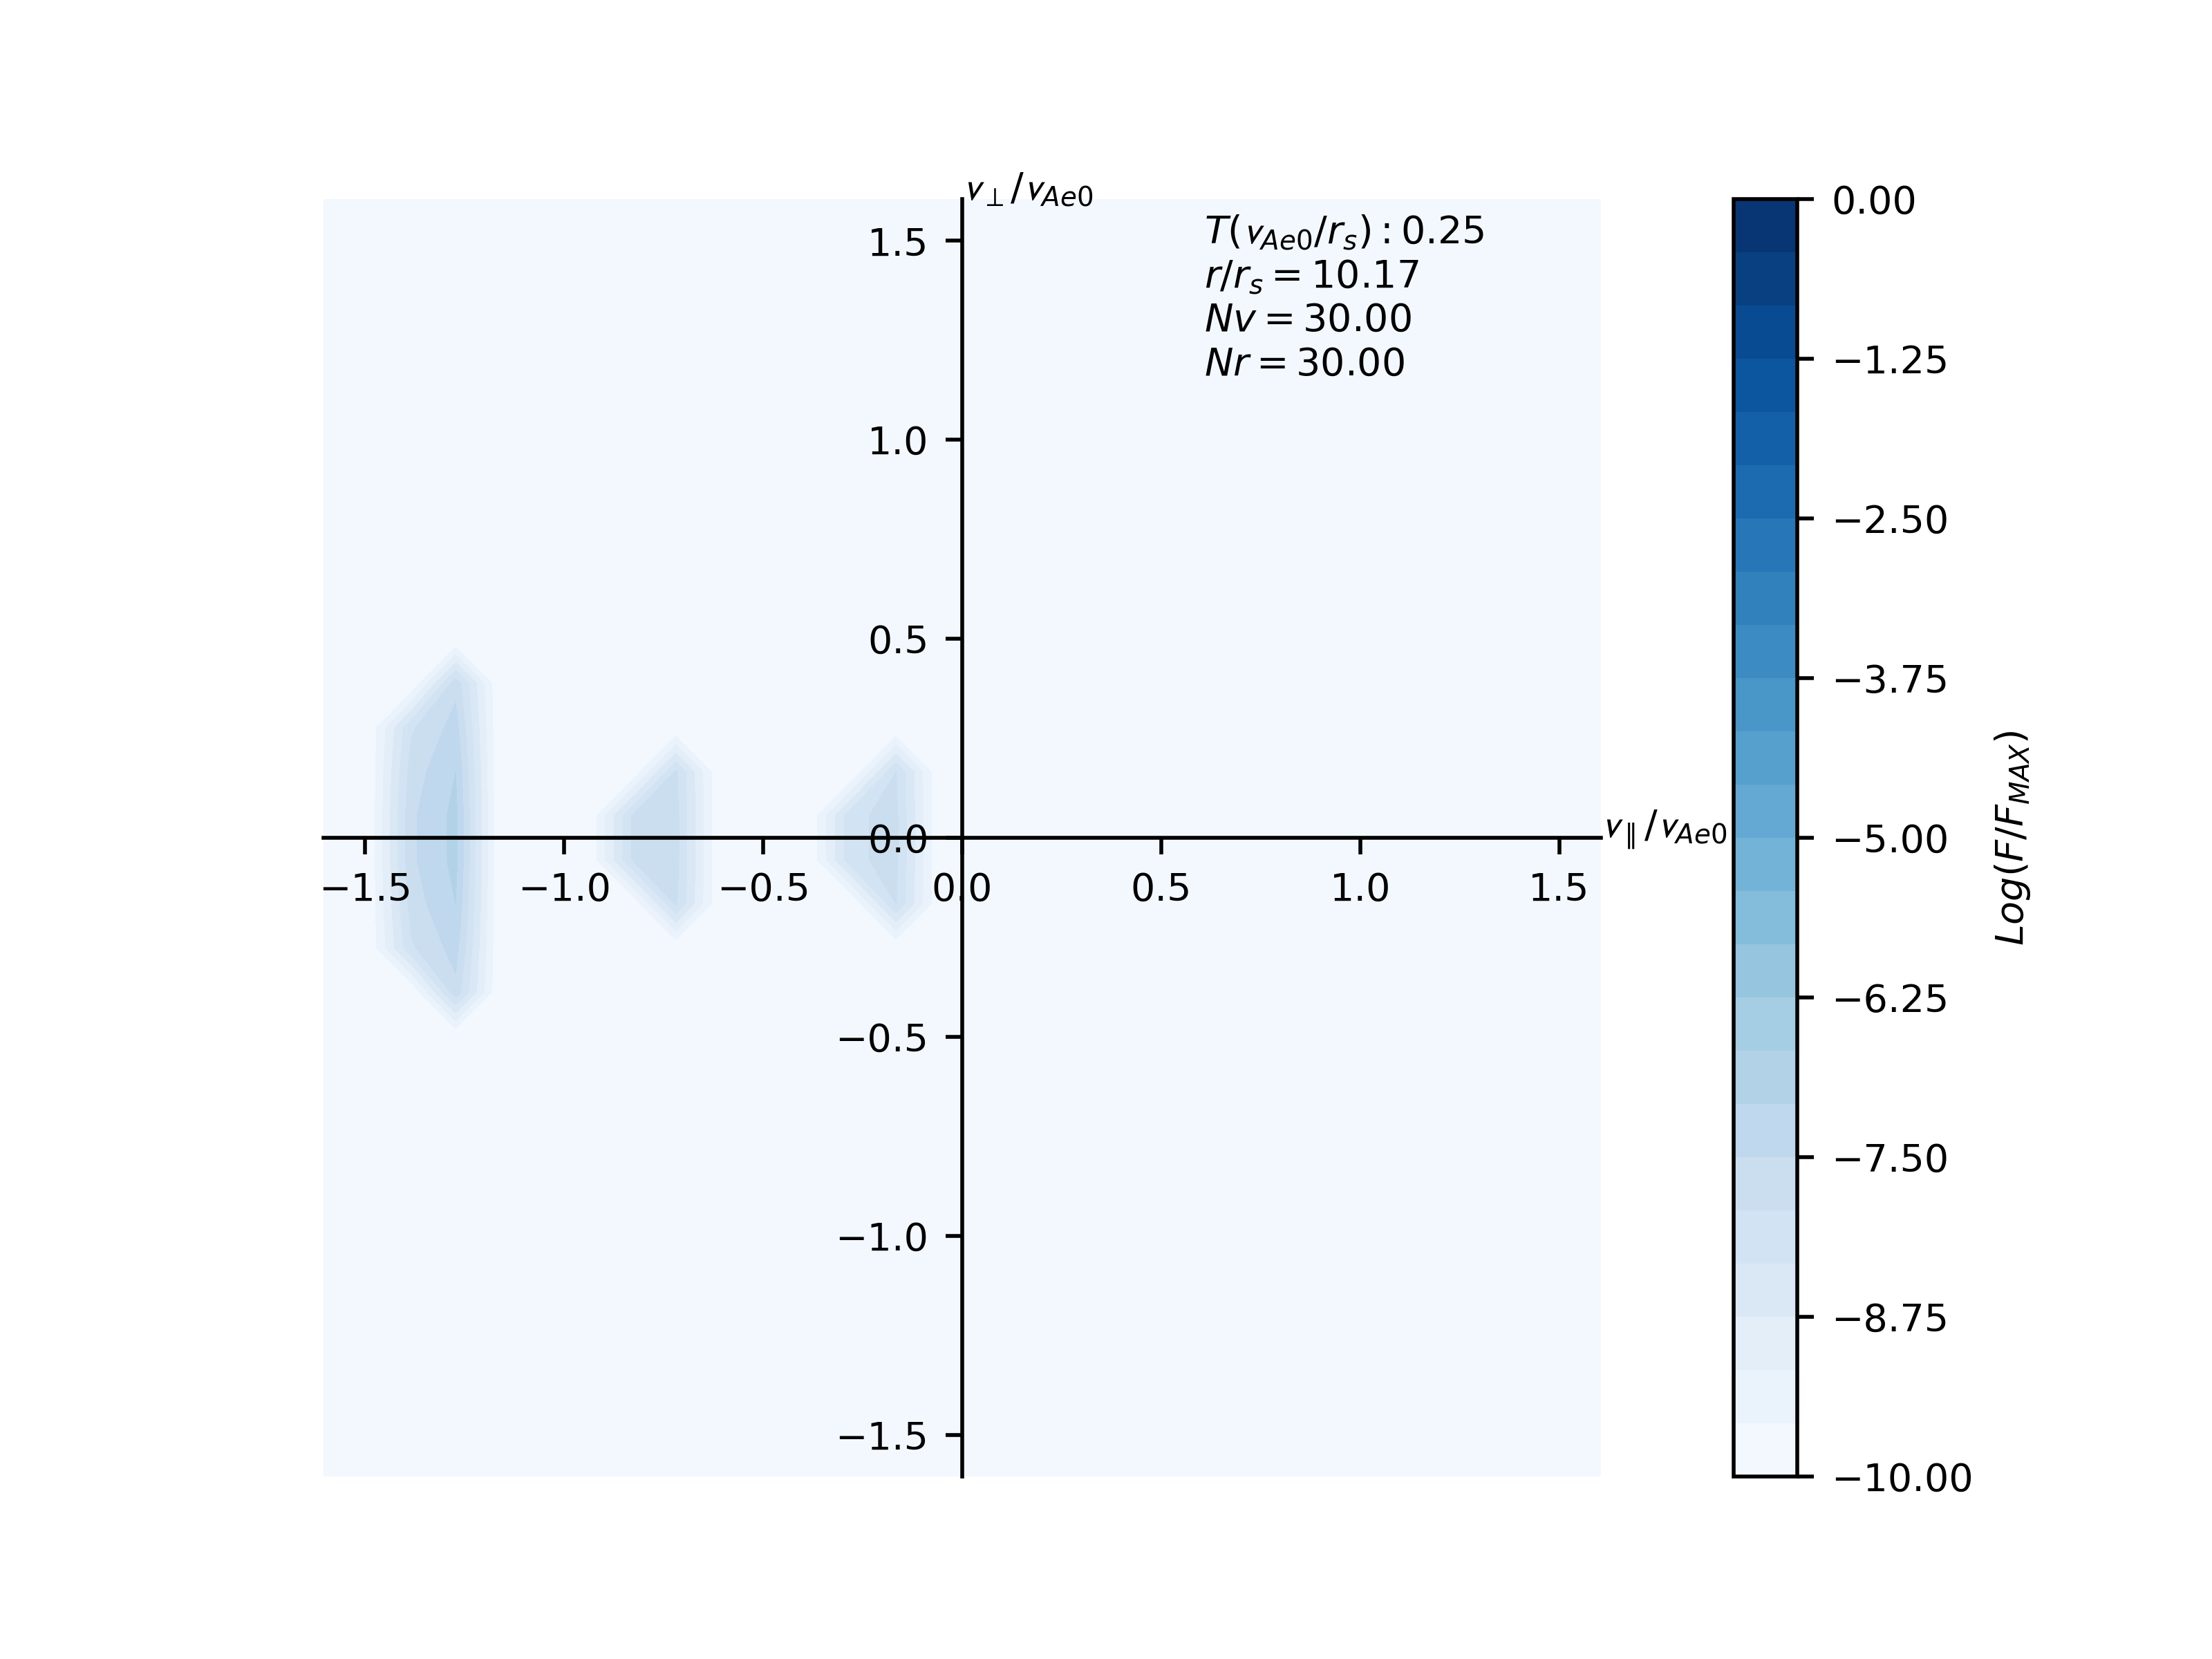 v⊥/vAe0
T(vAe0/rs) : 0.25
r/rs = 10.17
Nv = 30.00
Nr = 30.00
1.5
1.0
0.5
0.0
−0.5
−1.0
−1.5
−1.5 −1.0 −0.5 0.0 0.5 1.0 1.5
v∥/vAe0
0.00
−1.25
−2.50
−3.75
−5.00
−6.25
−7.50
−8.75
−10.00
Log(F/FMAX)